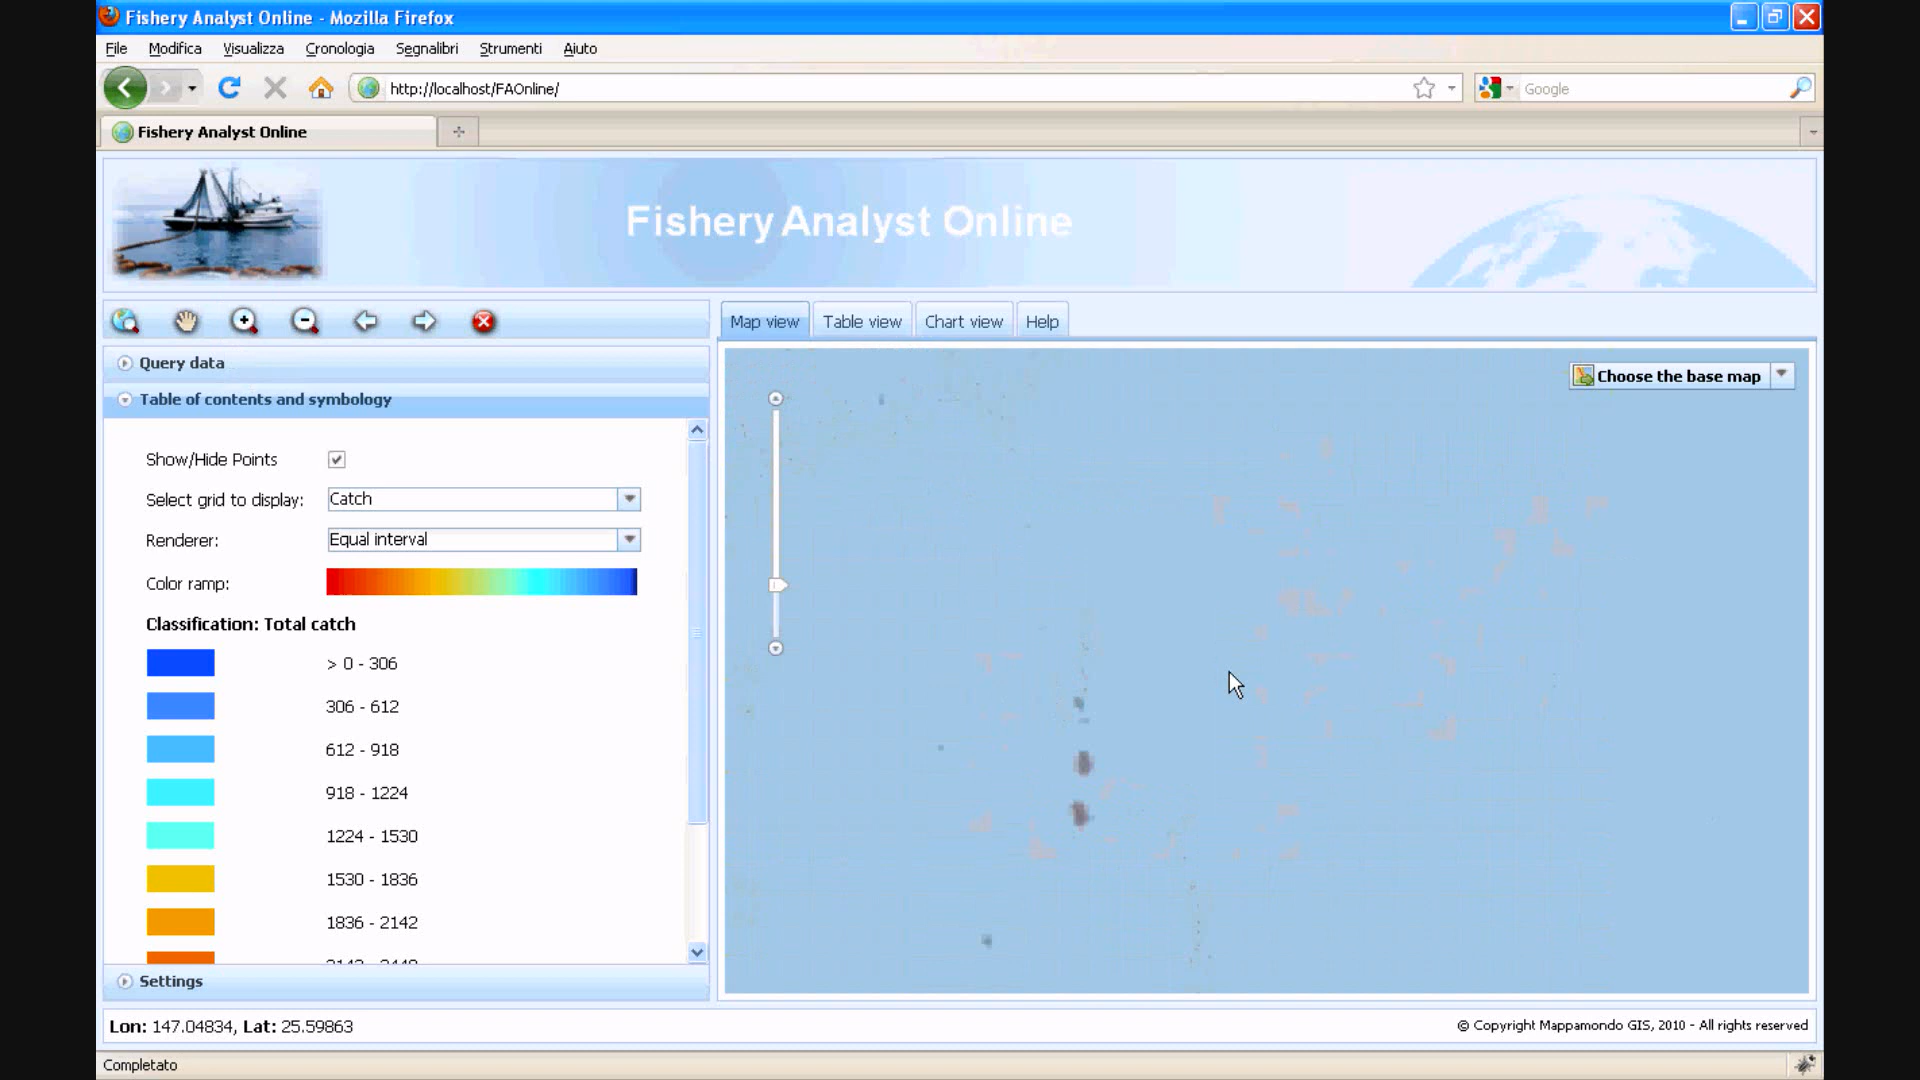 Fishery Analyst Online - Mozilla Firefox
File Modifica Visualizza Cronologia Segnalibri Strumenti Aiuto
http://localhost/FAOnline/
Google
Fishery Analyst Online
Fishery Analyst Online
Map view Table view Chart view Help
Query data
Table of contents and symbology
Choose the base map
Show/Hide Points
Select grid to display: Catch
Renderer: Equal interval
Color ramp:
Classification: Total catch
> 0 - 306
306 - 612
612 - 918
918 - 1224
1224 - 1530
1530 - 1836
1836 - 2142
Settings
Lon: 147.04834, Lat: 25.59863
© Copyright Mappamondo GIS, 2010 - All rights reserved
Completato